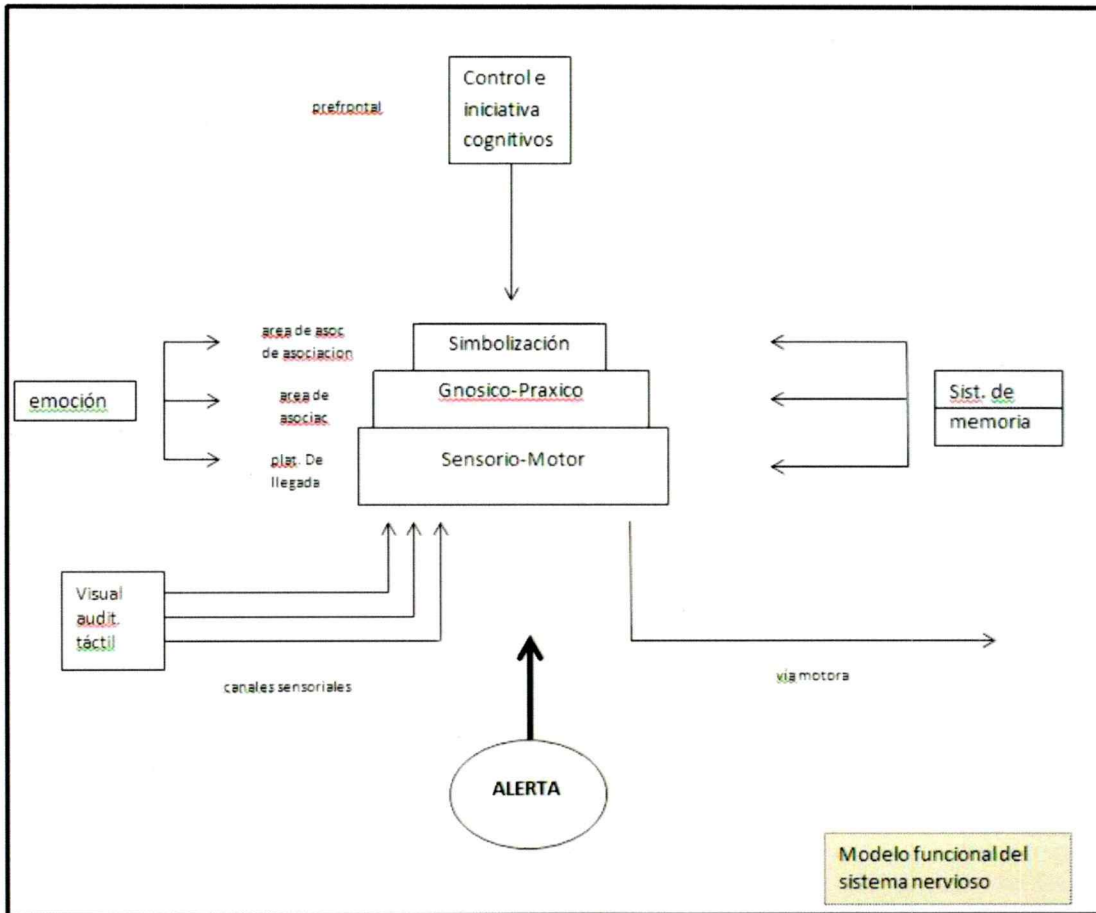 Control e
iniciativa
cognitivos
prefrontal
area de asoc
de asociacion
Simbolización
emoción
area de
asociac
Gnosico-Praxico
Sist. de
memoria
plat. De
llegada
Sensorio-Motor
Visual
audit.
táctil
canales sensoriales
via motora
ALERTA
Modelo funcional del
sistema nervioso